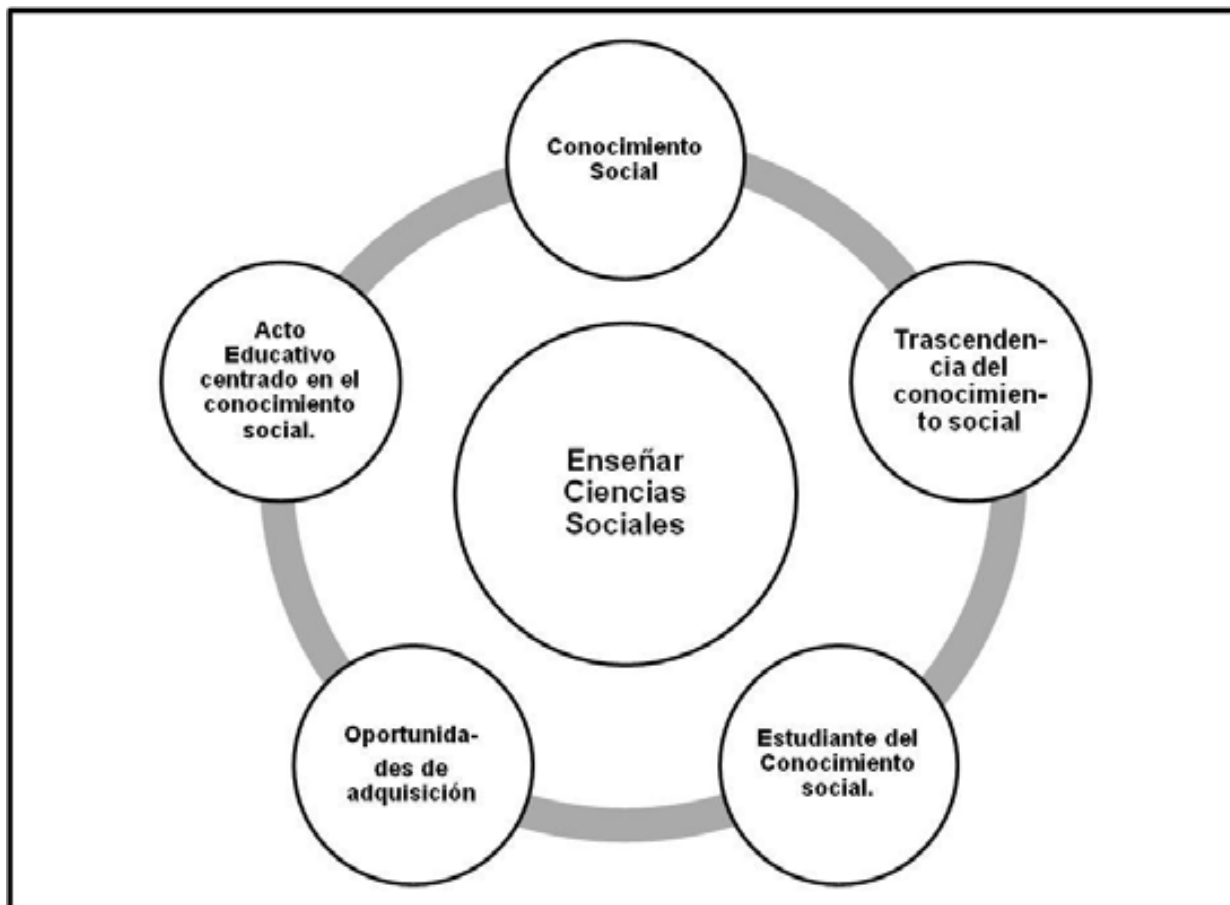 Conocimiento
Social
Trascenden-
cia del
conocimien-
to social
Estudiante del
Conocimiento
social.
Oportunida-
des de
adquisición
Acto
Educativo
centrado en el
conocimiento
social.
Enseñar
Ciencias
Sociales